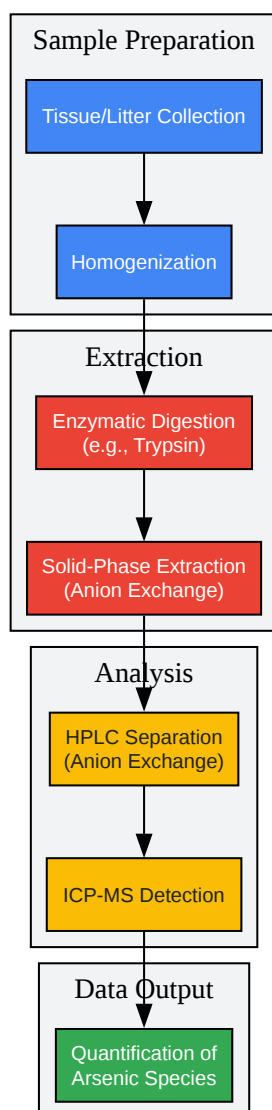 Sample Preparation
Tissue/Litter Collection
Homogenization
Extraction
Enzymatic Digestion
(e.g., Trypsin)
Solid-Phase Extraction
(Anion Exchange)
Analysis
HPLC Separation
(Anion Exchange)
ICP-MS Detection
Data Output
Quantification of
Arsenic Species